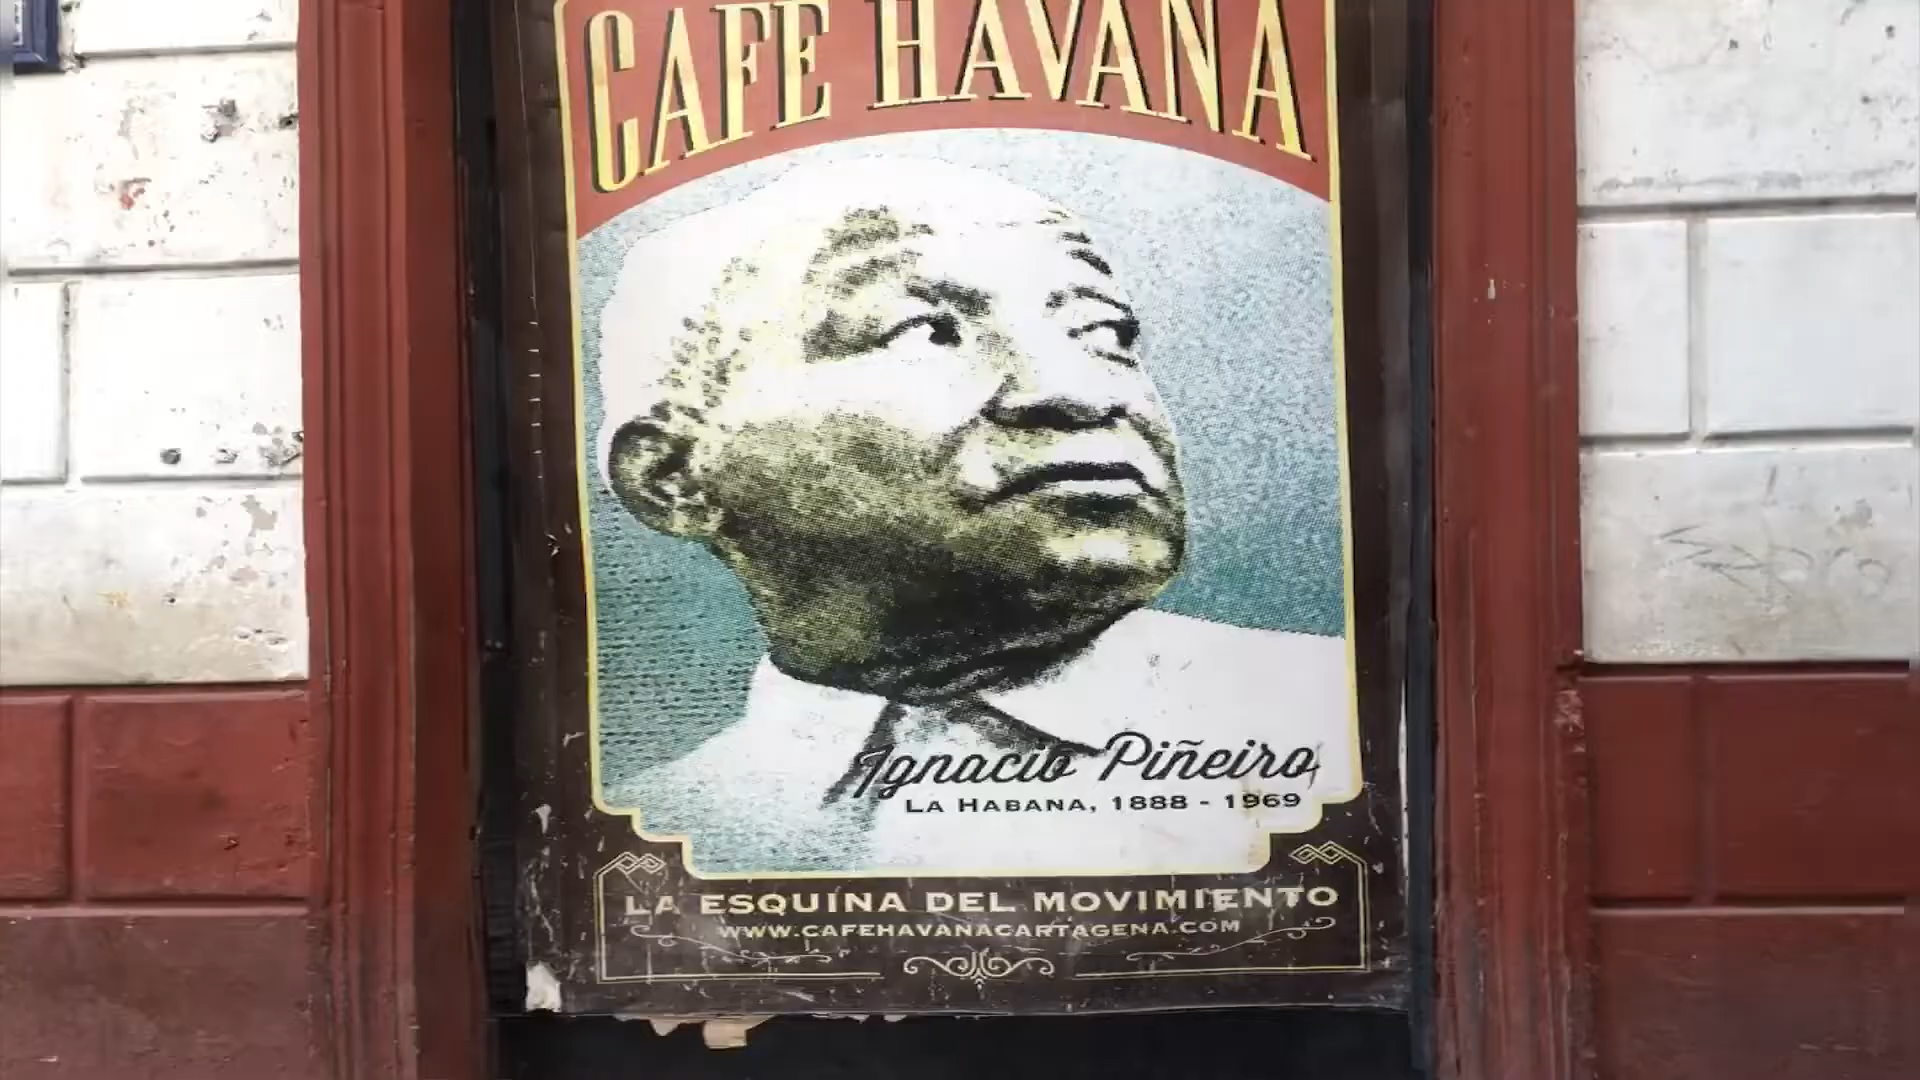 CAFE HAVANA
Ignacio Piñeiro
LA HABANA, 1888 - 1969
LA ESQUINA DEL MOVIMIENTO
WWW.CAFEHAVANACARTAGENA.COM